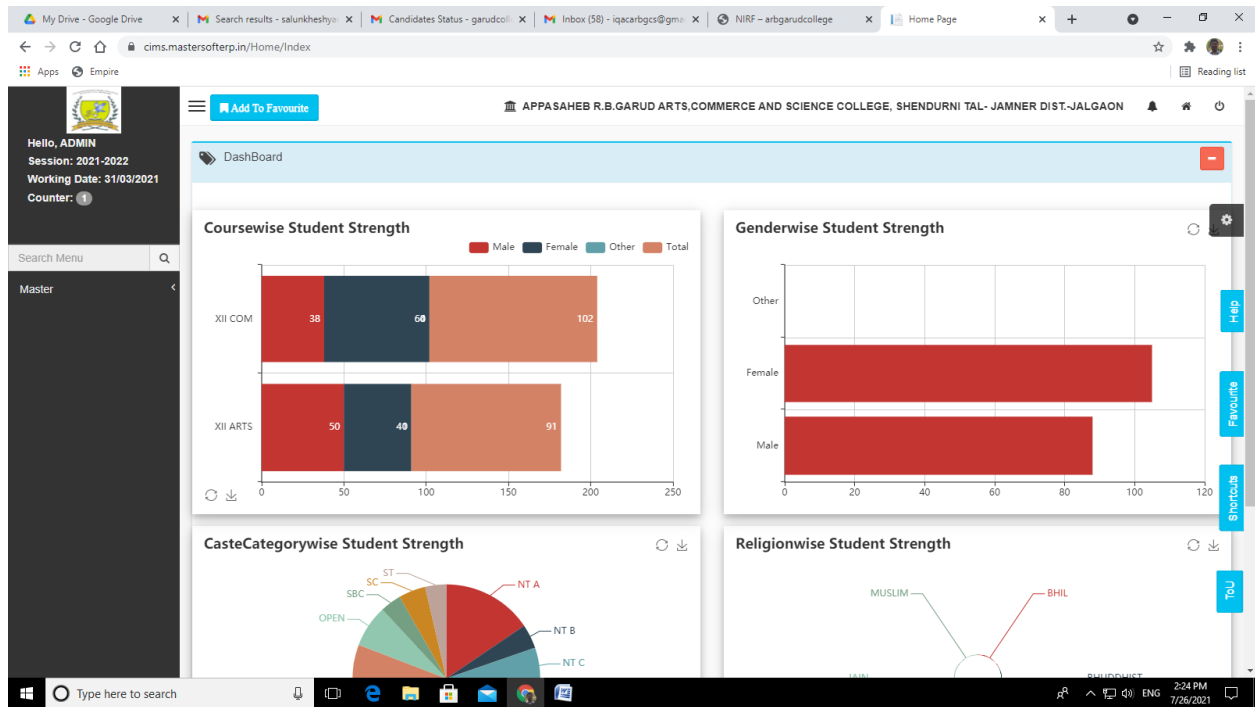 My Drive - Google Drive
Search results - salunkheshya
Candidates Status - garudcoll
Inbox (58) - iqacarbgcs@gma
NIRF – arbgarudcollege
Home Page
cims.mastersofterp.in/Home/Index
Apps
Empire
Reading list
Hello, ADMIN
Session: 2021-2022
Working Date: 31/03/2021
Counter: 1
Search Menu
Master
Add To Favourite
APPASAHEB R.B.GARUD ARTS,COMMERCE AND SCIENCE COLLEGE, SHENDURNI TAL- JAMNER DIST.-JALGAON
DashBoard
Coursewise Student Strength
Male Female Other Total
XII COM
38
102
XII ARTS
50
91
0 50 100 150 200 250
Genderwise Student Strength
Other
Female
Male
0 20 40 60 80 100 120
CasteCategorywise Student Strength
ST
SC
SBC
OPEN
NT A
NT B
NT C
Religionwise Student Strength
MUSLIM
BHIL
Help
Favourite
Shortcuts
ToU
Type here to search
ENG
2:24 PM
7/26/2021